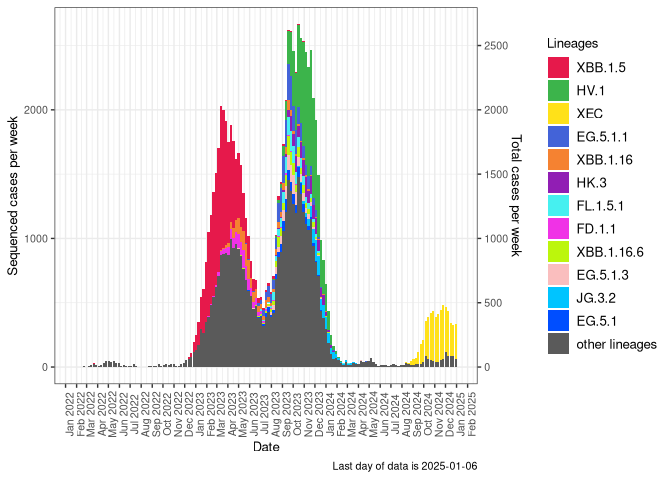 Sequenced cases per week
2000
1000
0
2500
2000
1500
1000
500
0
Total cases per week
Jan 2022
Feb 2022
Mar 2022
Apr 2022
May 2022
Jun 2022
Jul 2022
Aug 2022
Sep 2022
Oct 2022
Nov 2022
Dec 2022
Jan 2023
Feb 2023
Mar 2023
Apr 2023
May 2023
Jun 2023
Jul 2023
Aug 2023
Sep 2023
Oct 2023
Nov 2023
Dec 2023
Jan 2024
Feb 2024
Mar 2024
Apr 2024
May 2024
Jun 2024
Jul 2024
Aug 2024
Sep 2024
Oct 2024
Nov 2024
Dec 2024
Jan 2025
Feb 2025
Date
Lineages
XBB.1.5
HV.1
XEC
EG.5.1.1
XBB.1.16
HK.3
FL.1.5.1
FD.1.1
XBB.1.16.6
EG.5.1.3
JG.3.2
EG.5.1
other lineages
Last day of data is 2025-01-06